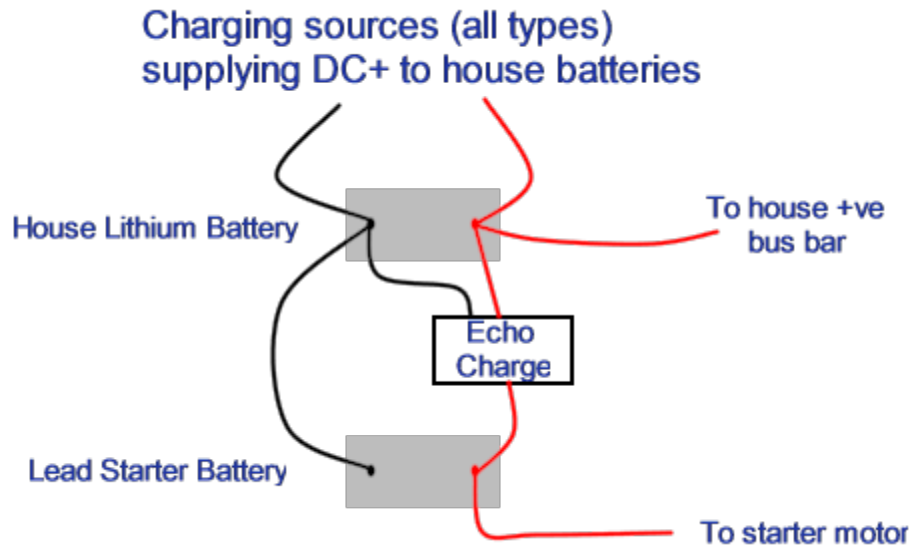 Charging sources (all types)
supplying DC+ to house batteries
House Lithium Battery
To house +ve
bus bar
Echo
Charge
Lead Starter Battery
To starter motor